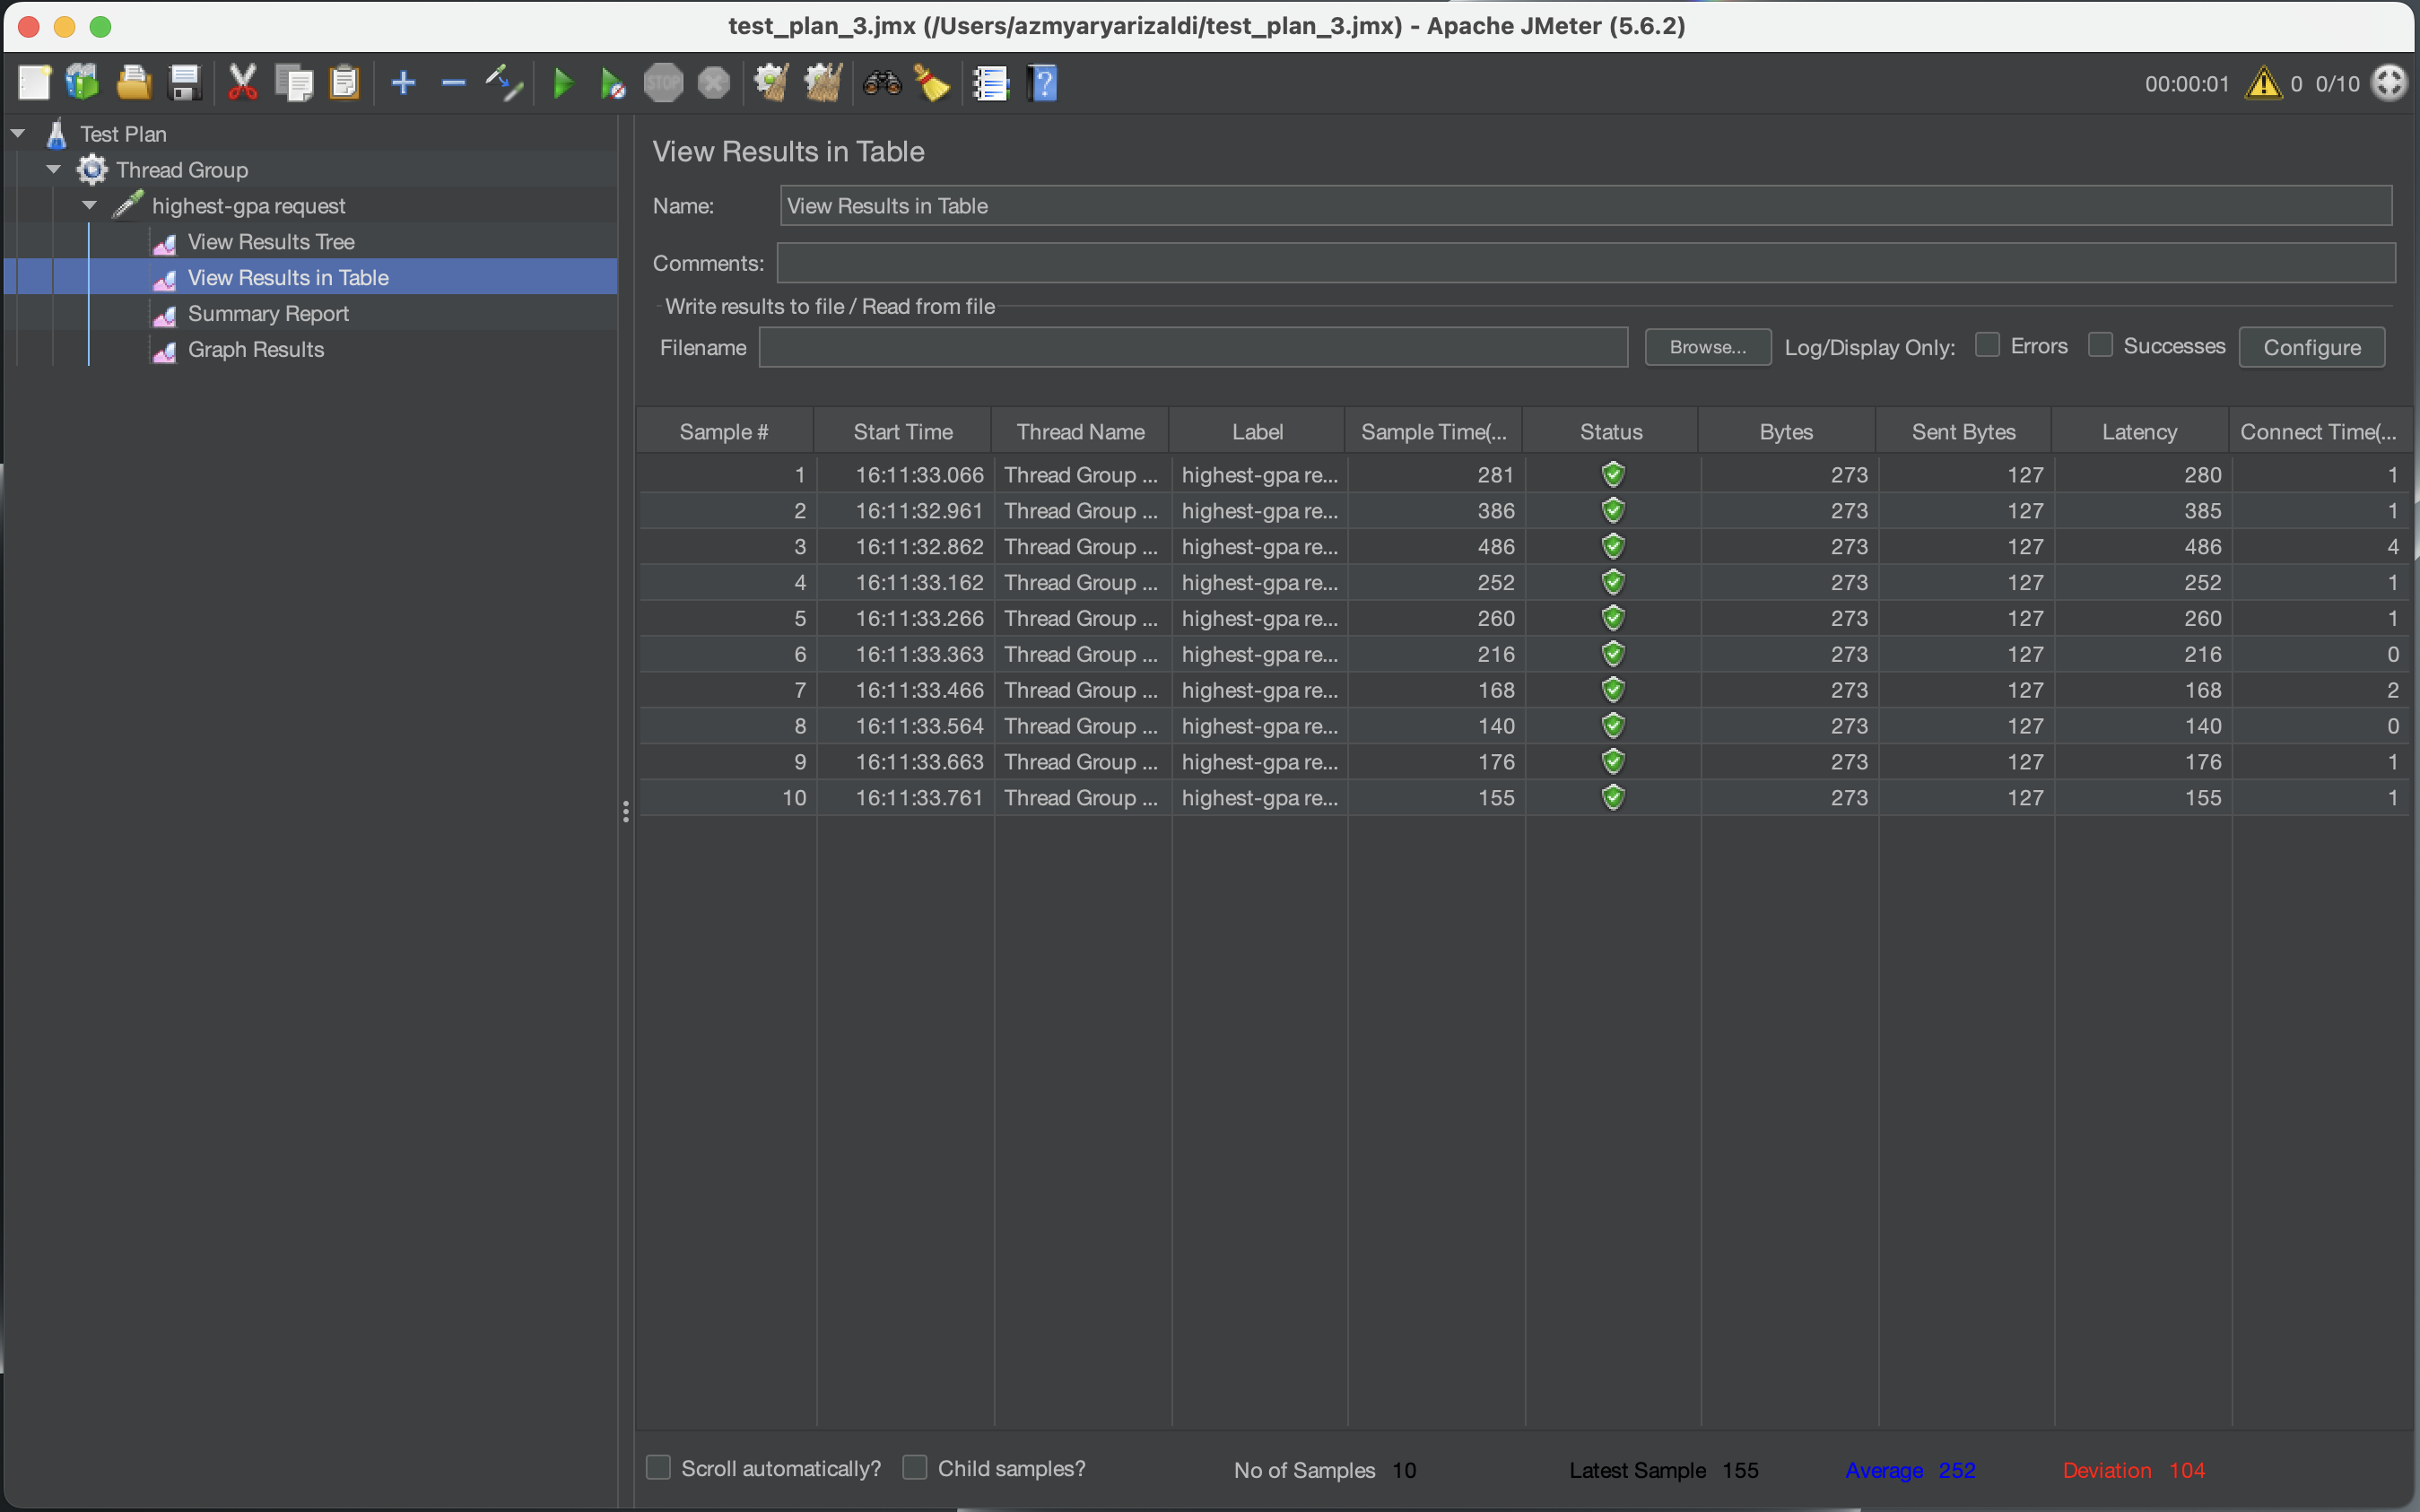 test_plan_3.jmx (/Users/azmyaryarizaldi/test_plan_3.jmx) - Apache JMeter (5.6.2)
STOP
00:00:01 0 0/10
Test Plan
Thread Group
highest-gpa request
View Results Tree
View Results in Table
Summary Report
Graph Results
View Results in Table
Name: View Results in Table
Comments:
Write results to file / Read from file
Filename Browse... Log/Display Only: Errors Successes Configure
Sample # Start Time Thread Name Label Sample Time(... Status Bytes Sent Bytes Latency Connect Time(...
1 16:11:33.066 Thread Group ... highest-gpa re... 281 273 127 280 1
2 16:11:32.961 Thread Group ... highest-gpa re... 386 273 127 385 1
3 16:11:32.862 Thread Group ... highest-gpa re... 486 273 127 486 4
4 16:11:33.162 Thread Group ... highest-gpa re... 252 273 127 252 1
5 16:11:33.266 Thread Group ... highest-gpa re... 260 273 127 260 1
6 16:11:33.363 Thread Group ... highest-gpa re... 216 273 127 216 0
7 16:11:33.466 Thread Group ... highest-gpa re... 168 273 127 168 2
8 16:11:33.564 Thread Group ... highest-gpa re... 140 273 127 140 0
9 16:11:33.663 Thread Group ... highest-gpa re... 176 273 127 176 1
10 16:11:33.761 Thread Group ... highest-gpa re... 155 273 127 155 1
Scroll automatically? Child samples? No of Samples 10 Latest Sample 155 Average 252 Deviation 104